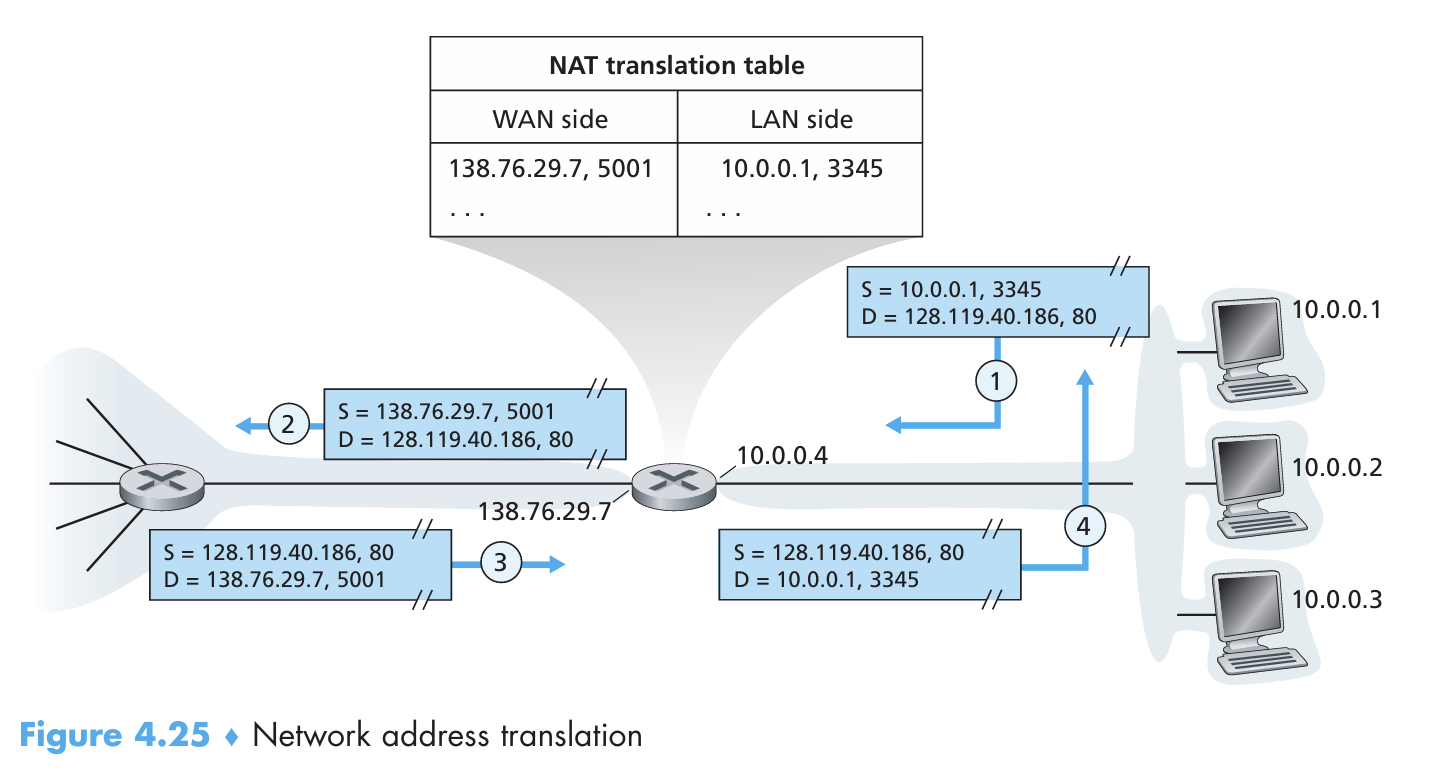 NAT translation table
WAN side LAN side
138.76.29.7, 5001 10.0.0.1, 3345
. . . . . .
S = 10.0.0.1, 3345
D = 128.119.40.186, 80
1
10.0.0.1
2
S = 138.76.29.7, 5001
D = 128.119.40.186, 80
10.0.0.4
10.0.0.2
138.76.29.7
S = 128.119.40.186, 80
D = 138.76.29.7, 5001
3
S = 128.119.40.186, 80
D = 10.0.0.1, 3345
4
10.0.0.3
Figure 4.25 ♦ Network address translation